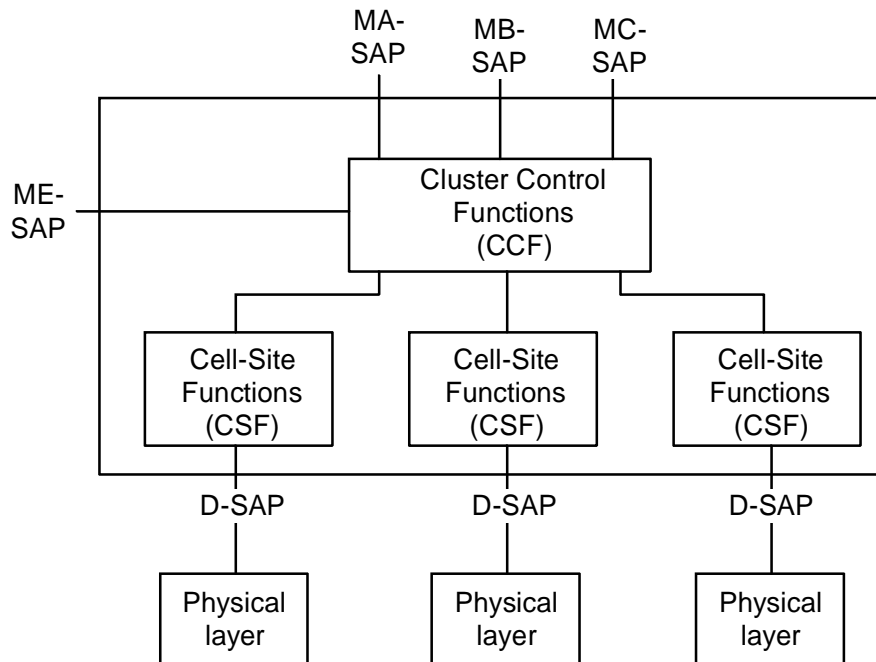 MA-
SAP
MB-
SAP
MC-
SAP
ME-
SAP
Cluster Control
Functions
(CCF)
Cell-Site
Functions
(CSF)
Cell-Site
Functions
(CSF)
Cell-Site
Functions
(CSF)
D-SAP
D-SAP
D-SAP
Physical
layer
Physical
layer
Physical
layer